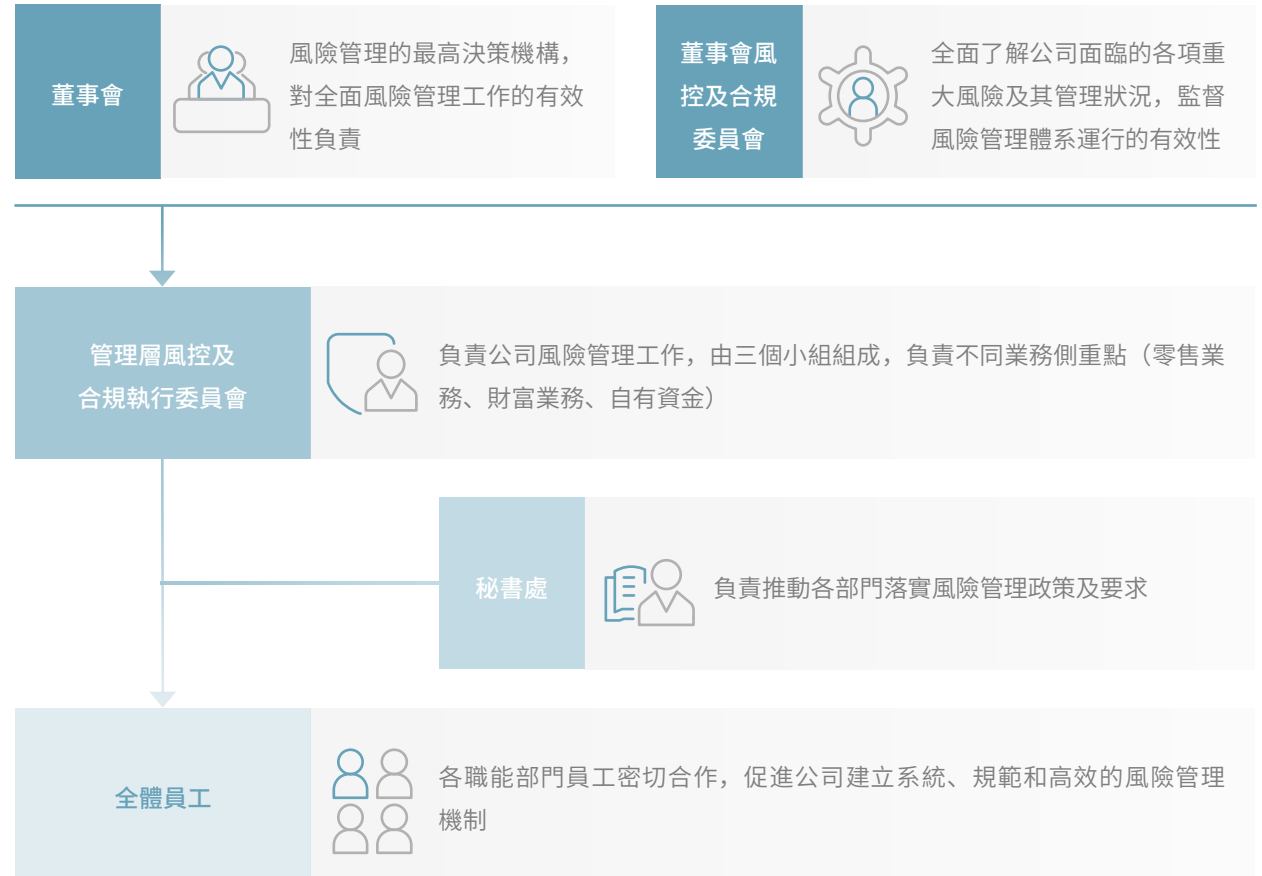 董事會
風險管理的最高決策機構，
對全面風險管理工作的有效
性負責
董事會風
控及合規
委員會
全面了解公司面臨的各項重
大風險及其管理狀況，監督
風險管理體系運行的有效性
管理層風控及
合規執行委員會
負責公司風險管理工作，由三個小組組成，負責不同業務側重點（零售業
務、財富業務、自有資金）
秘書處
負責推動各部門落實風險管理政策及要求
全體員工
各職能部門員工密切合作，促進公司建立系統、規範和高效的風險管理
機制